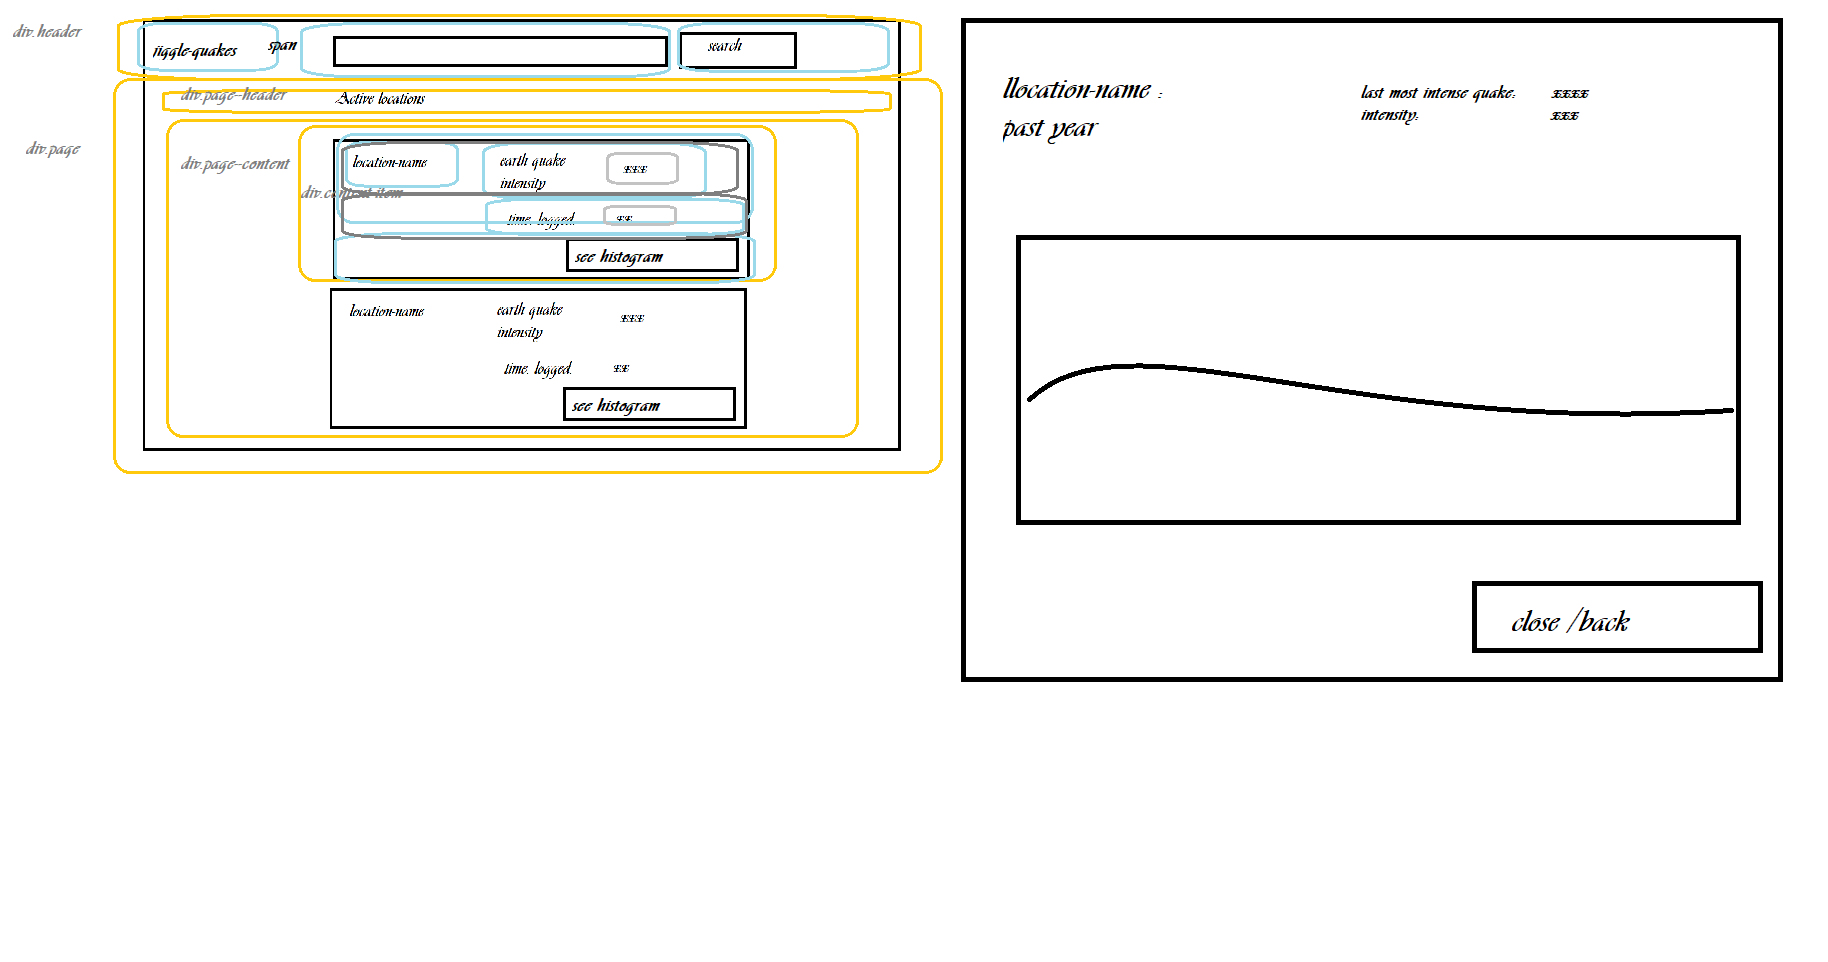 div.header
jiggle-quakes
span
search
div.page-header
Active locations
div.page
div.page-content
div.content-item
location-name
earth quake
intensity
xxx
time. logged.
xx
see histogram
location-name
earth quake
intensity
xxx
time. logged.
xx
see histogram
llocation-name :
past year
last most intense quake: xxxx
intensity: xxx
close /back